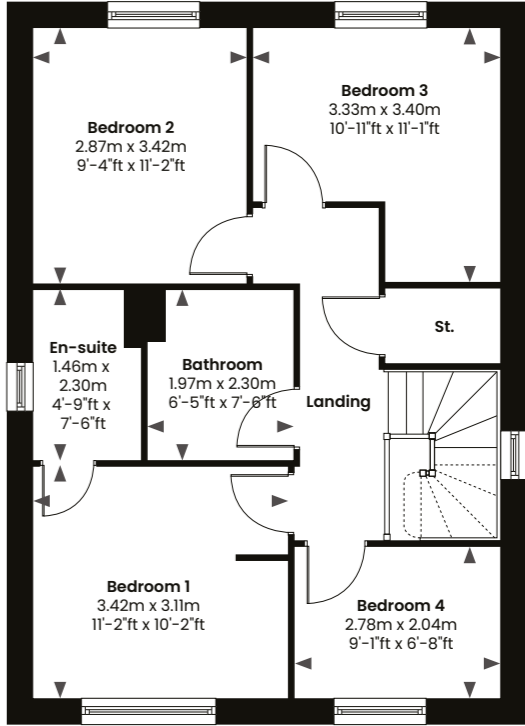 Bedroom 2
2.87m x 3.42m
9'-4"ft x 11'-2"ft
Bedroom 3
3.33m x 3.40m
10'-11"ft x 11'-1"ft
St.
En-suite
1.46m x
2.30m
4'-9"ft x
7'-6"ft
Bathroom
1.97m x 2.30m
6'-5"ft x 7'-6"ft
Landing
Bedroom 1
3.42m x 3.11m
11'-2"ft x 10'-2"ft
Bedroom 4
2.78m x 2.04m
9'-1"ft x 6'-8"ft